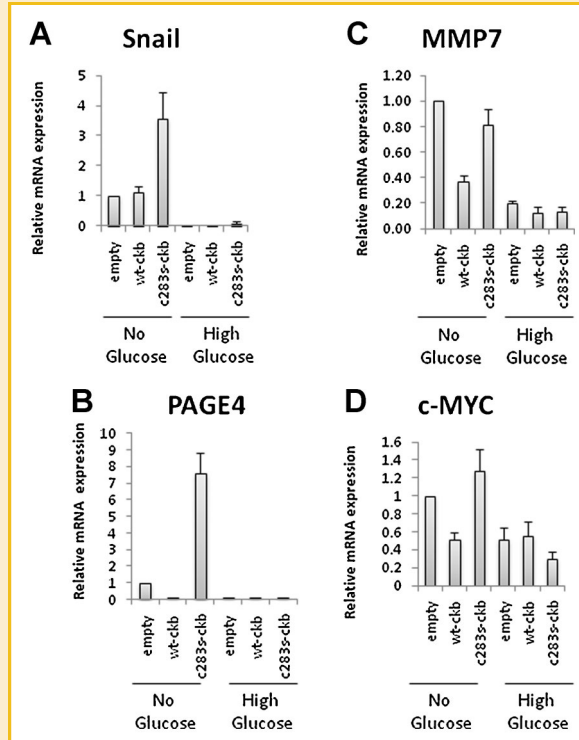 A
Snail
Relative mRNA expression
5
4
3
2
1
0
empty
wt-ckb
c283s-ckb
empty
wt-ckb
c283s-ckb
No
Glucose
High
Glucose
C
MMP7
Relative mRNA expression
1.20
1.00
0.80
0.60
0.40
0.20
0.00
empty
wt-ckb
c283s-ckb
empty
wt-ckb
c283s-ckb
No
Glucose
High
Glucose
B
PAGE4
Relative mRNA expression
10
9
8
7
6
5
4
3
2
1
0
empty
wt-ckb
c283s-ckb
empty
wt-ckb
c283s-ckb
No
Glucose
High
Glucose
D
c-MYC
Relative mRNA expression
1.6
1.4
1.2
1
0.8
0.6
0.4
0.2
0
empty
wt-ckb
c283s-ckb
empty
wt-ckb
c283s-ckb
No
Glucose
High
Glucose